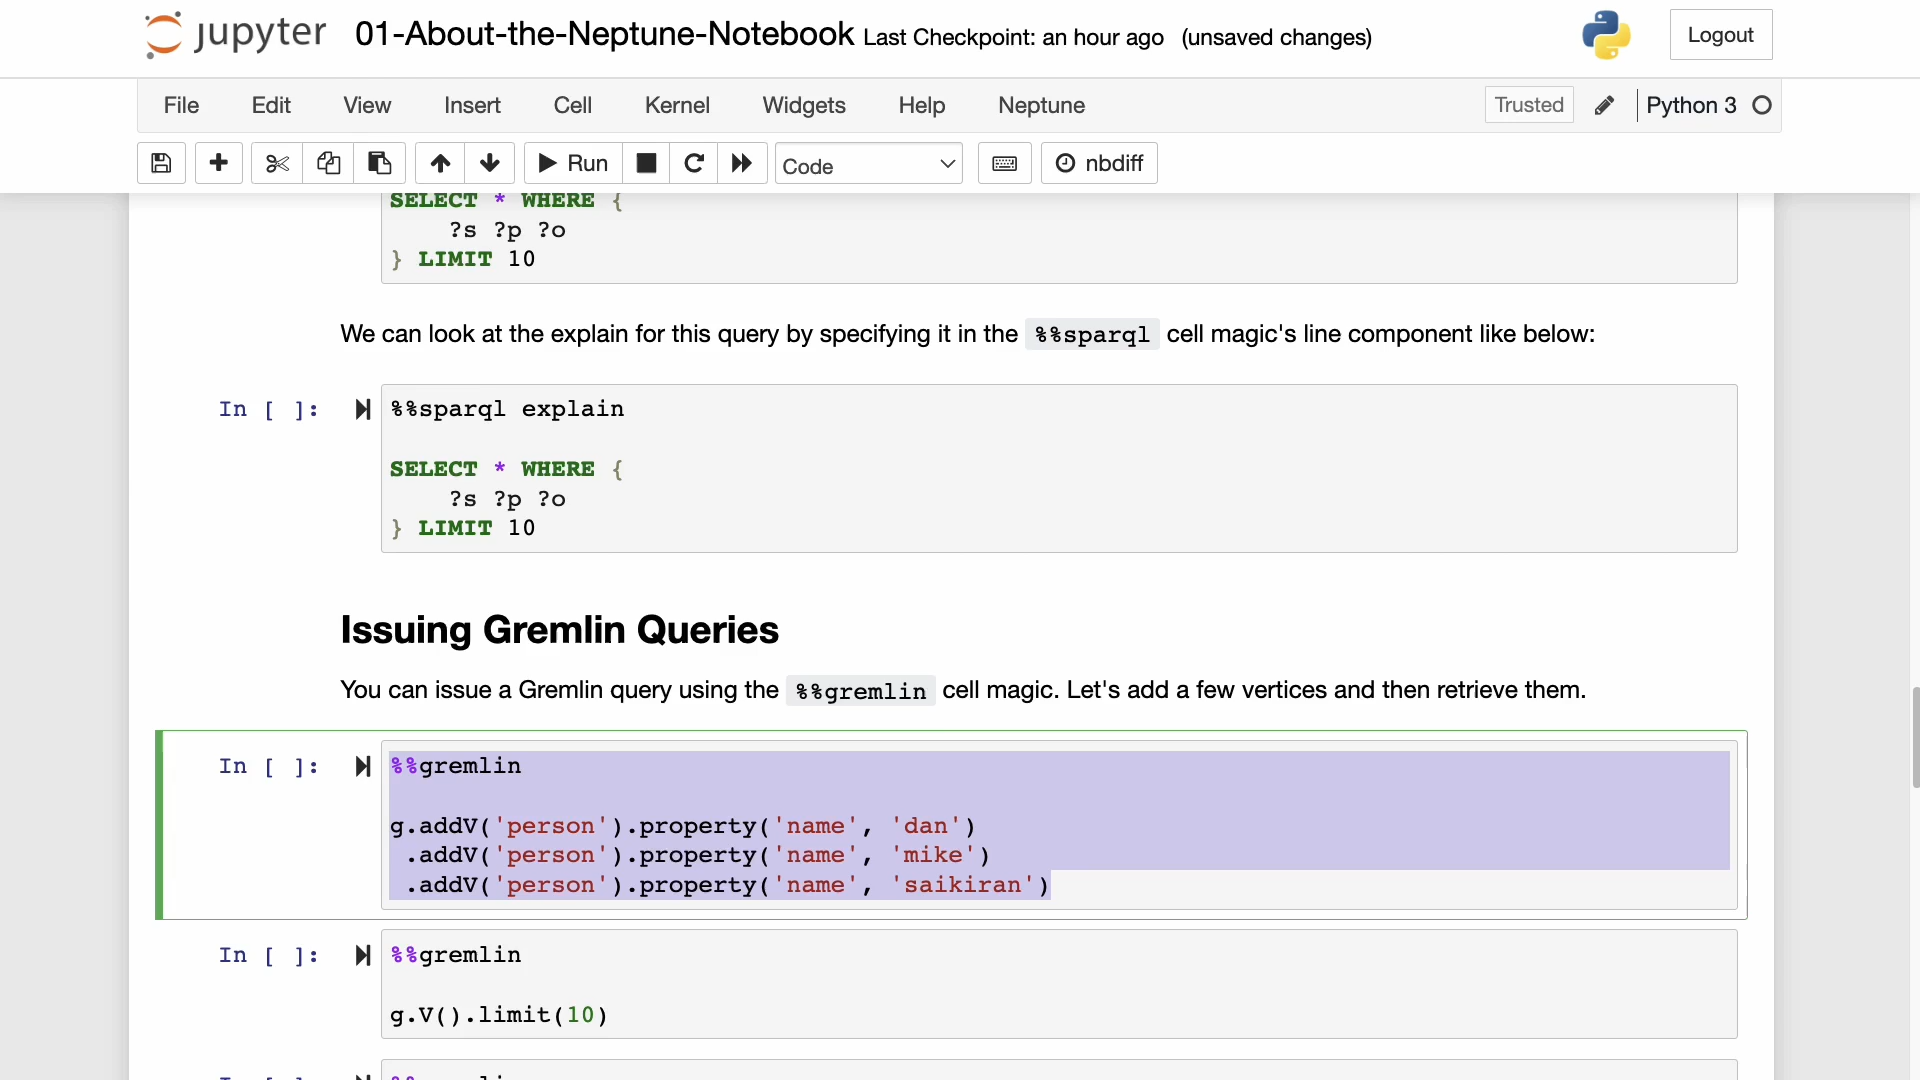 jupyter 01-About-the-Neptune-Notebook Last Checkpoint: an hour ago (unsaved changes) Logout
File Edit View Insert Cell Kernel Widgets Help Neptune Trusted Python 3
Run Code nbdiff
SELECT * WHERE {
?s ?p ?o
} LIMIT 10
We can look at the explain for this query by specifying it in the %%sparql cell magic's line component like below:
In [ ]: %%sparql explain
SELECT * WHERE {
?s ?p ?o
} LIMIT 10
Issuing Gremlin Queries
You can issue a Gremlin query using the %%gremlin cell magic. Let's add a few vertices and then retrieve them.
In [ ]: %%gremlin
g.addV('person').property('name', 'dan')
.addV('person').property('name', 'mike')
.addV('person').property('name', 'saikiran')
In [ ]: %%gremlin
g.V().limit(10)